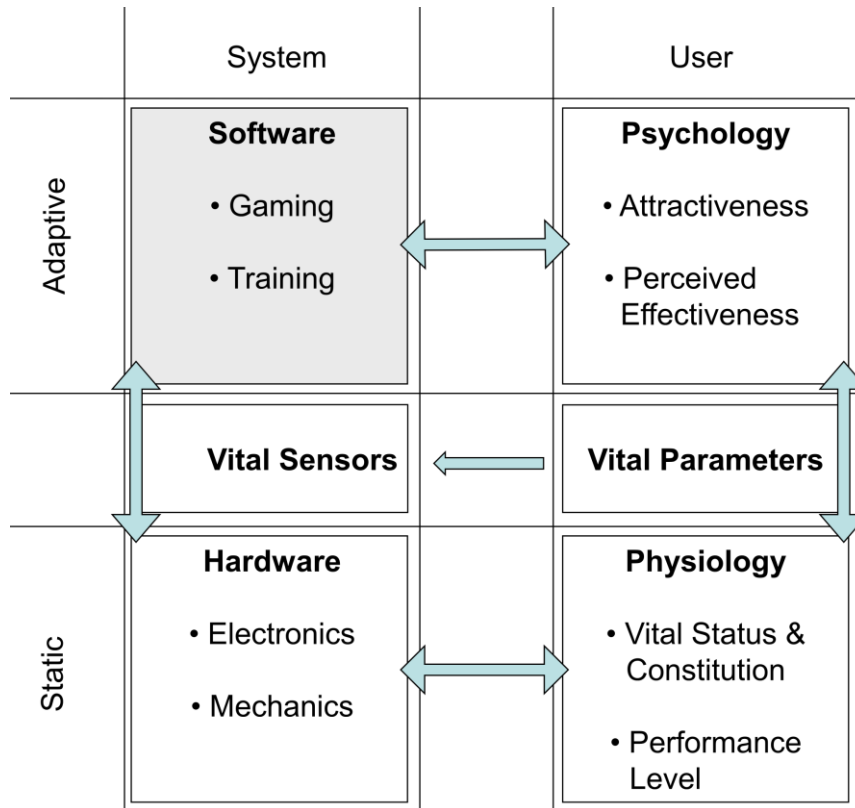 System
User
Adaptive
Software
• Gaming
• Training
Psychology
• Attractiveness
• Perceived
Effectiveness
Vital Sensors
Vital Parameters
Static
Hardware
• Electronics
• Mechanics
Physiology
• Vital Status &
Constitution
• Performance
Level